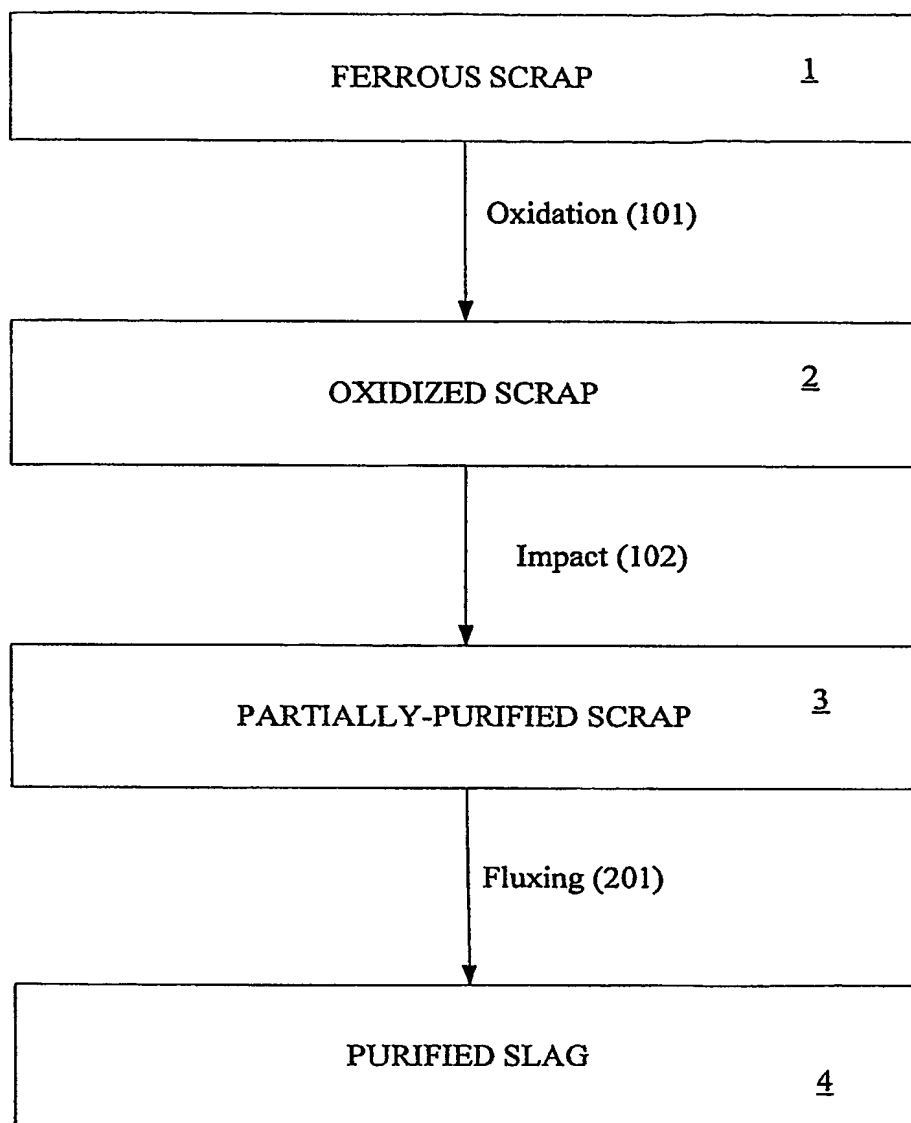 FERROUS SCRAP 1
Oxidation (101)
OXIDIZED SCRAP 2
Impact (102)
PARTIALLY-PURIFIED SCRAP 3
Fluxing (201)
PURIFIED SLAG 4